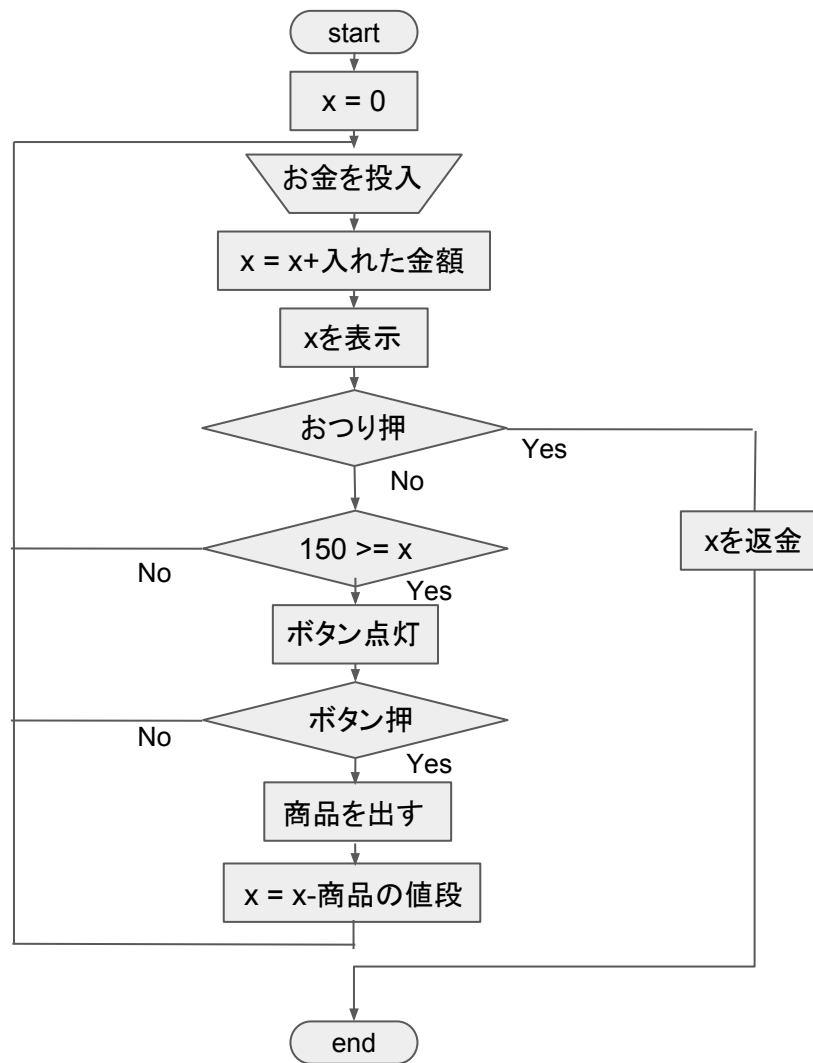 start
x = 0
お金を投入
x = x+入れた金額
xを表示
おつり押
Yes
No
150 >= x
xを返金
No
Yes
ボタン点灯
ボタン押
No
Yes
商品を出す
x = x-商品の値段
end